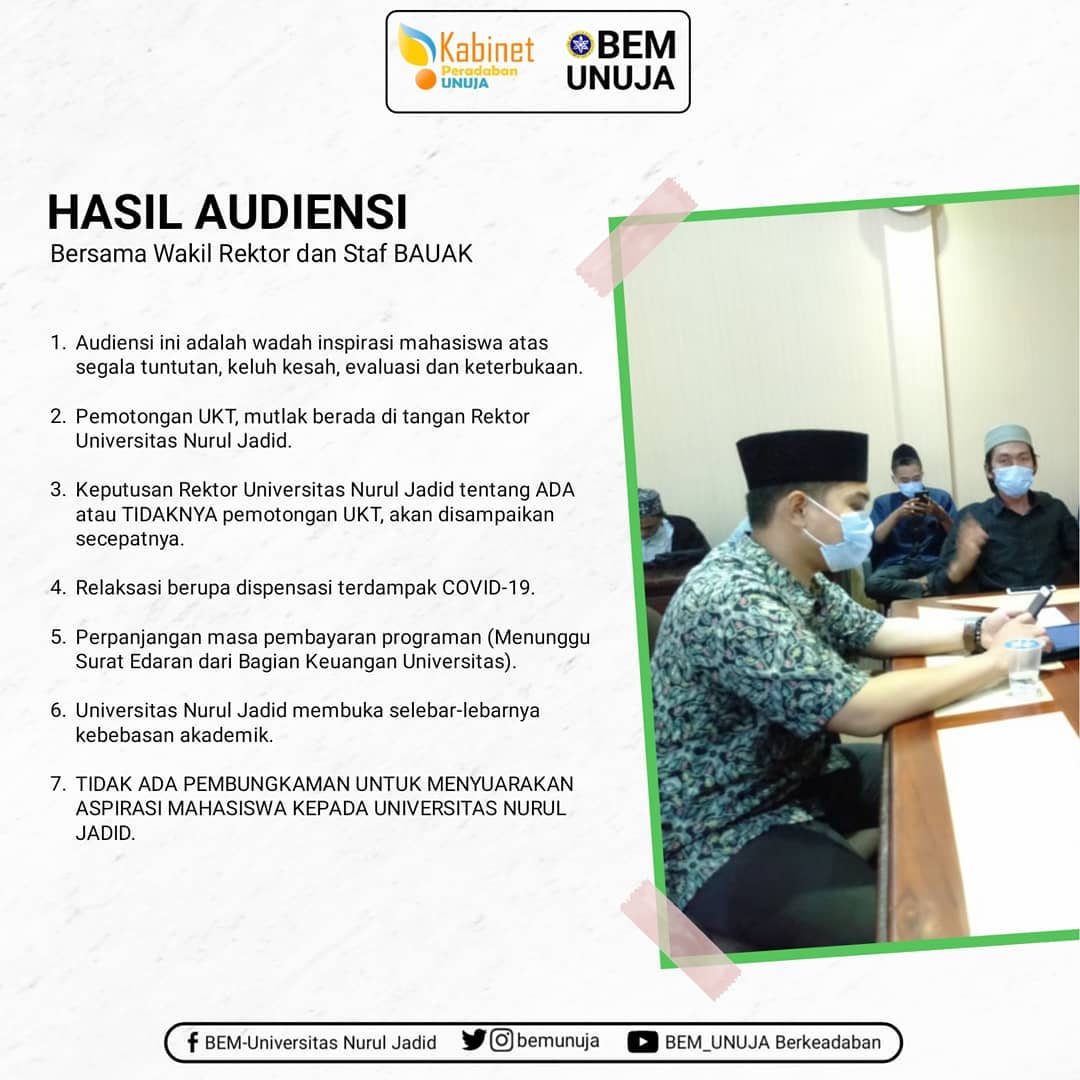 Kabinet
Peradaban
UNUJA
BEM
UNUJA
HASIL AUDIENSI
Bersama Wakil Rektor dan Staf BAUAK
1. Audiensi ini adalah wadah inspirasi mahasiswa atas
segala tuntutan, keluh kesah, evaluasi dan keterbukaan.
2. Pemotongan UKT, mutlak berada di tangan Rektor
Universitas Nurul Jadid.
3. Keputusan Rektor Universitas Nurul Jadid tentang ADA
atau TIDAKNYA pemotongan UKT, akan disampaikan
secepatnya.
4. Relaksasi berupa dispensasi terdampak COVID-19.
5. Perpanjangan masa pembayaran programan (Menunggu
Surat Edaran dari Bagian Keuangan Universitas).
6. Universitas Nurul Jadid membuka selebar-lebarnya
kebebasan akademik.
7. TIDAK ADA PEMBUNGKAMAN UNTUK MENYUARAKAN
ASPIRASI MAHASISWA KEPADA UNIVERSITAS NURUL
JADID.
BEM-Universitas Nurul Jadid bemunuja BEM_UNUJA Berkeadaban